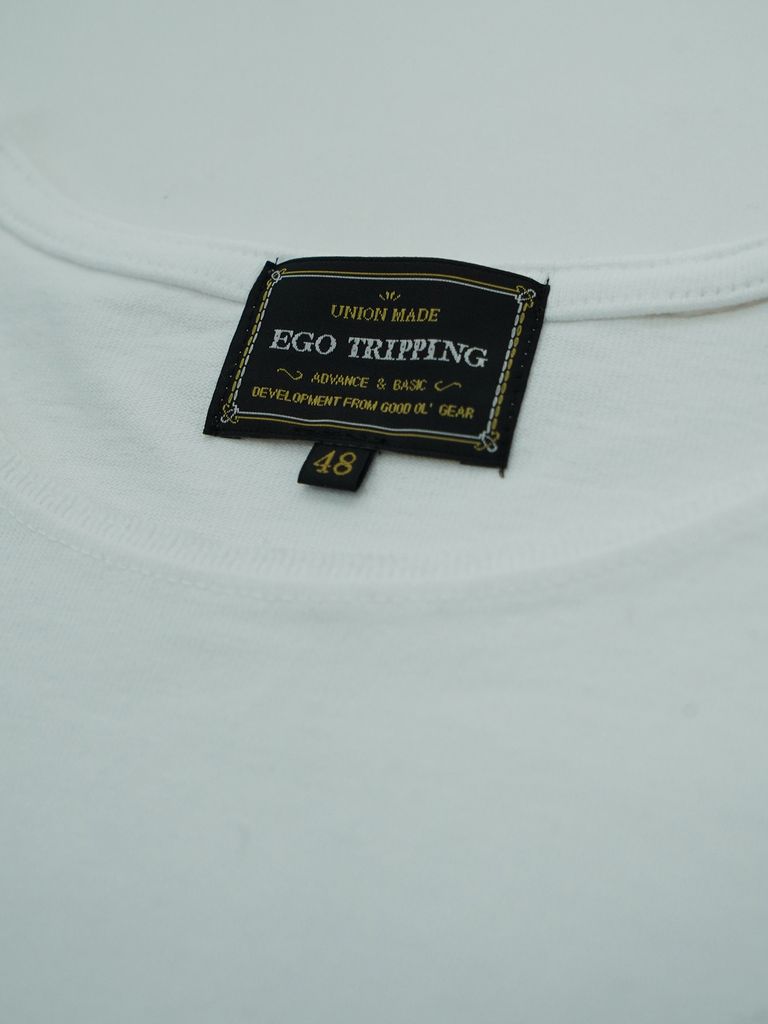 UNION MADE
EGO TRIPPING
ADVANCE & BASIC
DEVELOPMENT FROM GOOD OL' GEAR
48